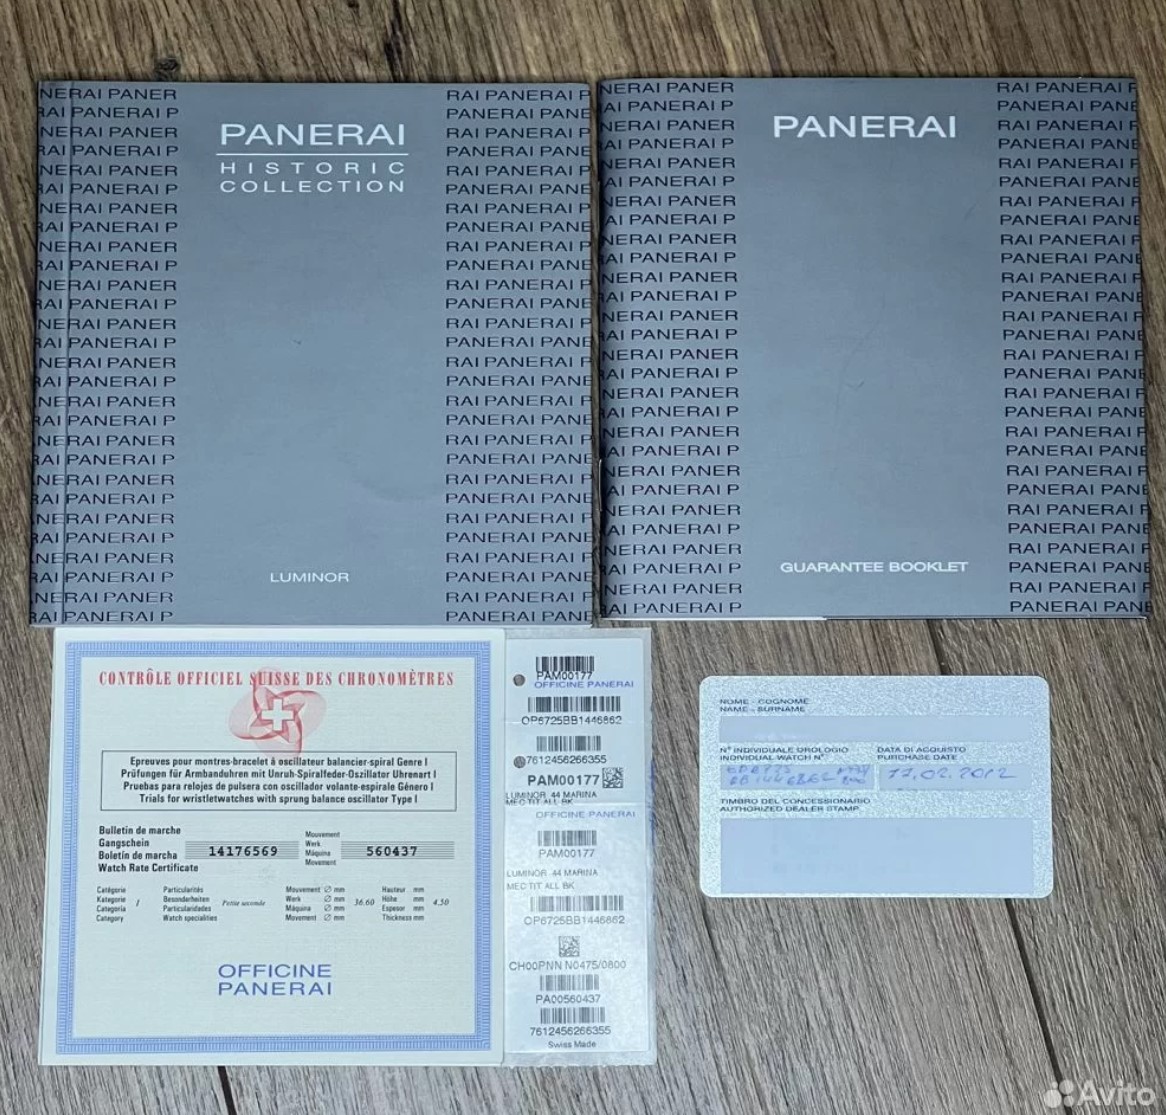 PANERAI
HISTORIC
COLLECTION
LUMINOR
PANERAI
GUARANTEE BOOKLET
CONTRÔLE OFFICIEL SUISSE DES CHRONOMÈTRES
Epreuves pour montres-bracelet à oscillateur balancier-spiral Genre I
Prüfungen für Armbanduhren mit Unruh-Spiralfeder-Oszillator Uhrenart I
Pruebas para relojes de pulsera con oscillador volante-espirale Género I
Trials for wristletwatches with sprung balance oscillator Type I
Bulletin de marche
Gangschein
Boletin de marcha
Watch Rate Certificate
14176569
Mouvement
Werk
Máquina
Movement
560437
Catégorie
Kategorie
Categoria
Category
I
Particularités
Besonderheiten
Particularidades
Watch specialities
Petite seconde
Mouvement ∅ mm
Werk ∅ mm
Máquina ∅ mm
Movement ∅ mm
36.60
Hauteur mm
Höhe mm
Espesor mm
Thickness mm
4.50
OFFICINE
PANERAI
PAM00177
OFFICINE PANERAI
OP6725BB1446862
7612456266355
PAM00177
LUMINOR 44 MARINA
MEC TIT ALL BK
OFFICINE PANERAI
PAM00177
LUMINOR 44 MARINA
MEC TIT ALL BK
OP6725BB1446862
CH00PNN N0475/0800
PA00560437
7612456266355
Swiss Made
NOME - COGNOME
NAME - SURNAME
N° INDIVIDUALE OROLOGIO
INDIVIDUAL WATCH N°
DATA DI ACQUISTO
PURCHASE DATE
17.02.2012
TIMBRO DEL CONCESSIONARIO
AUTHORIZED DEALER STAMP
Avito